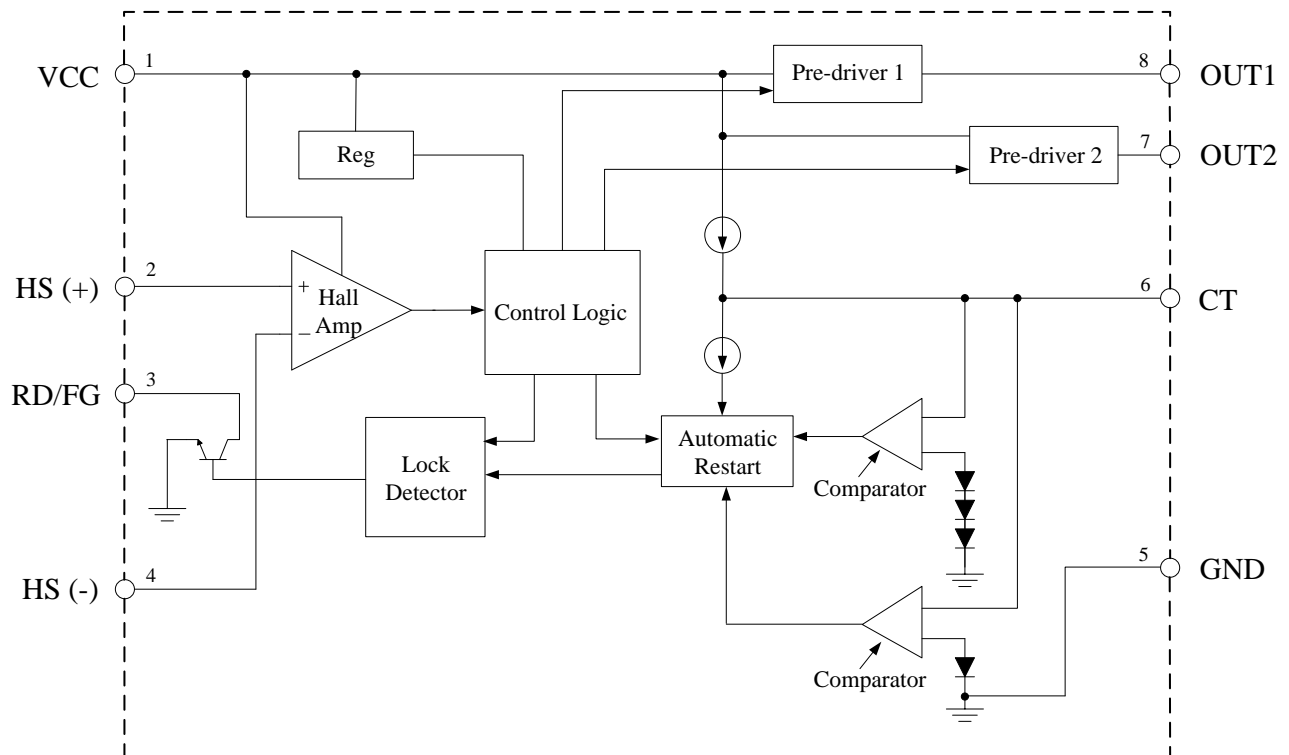 VCC
1
Pre-driver 1
8
OUT1
Reg
Pre-driver 2
7
OUT2
HS (+)
2
+
Hall
Amp
−
Control Logic
6
CT
RD/FG
3
Lock
Detector
Automatic
Restart
Comparator
HS (-)
4
5
GND
Comparator